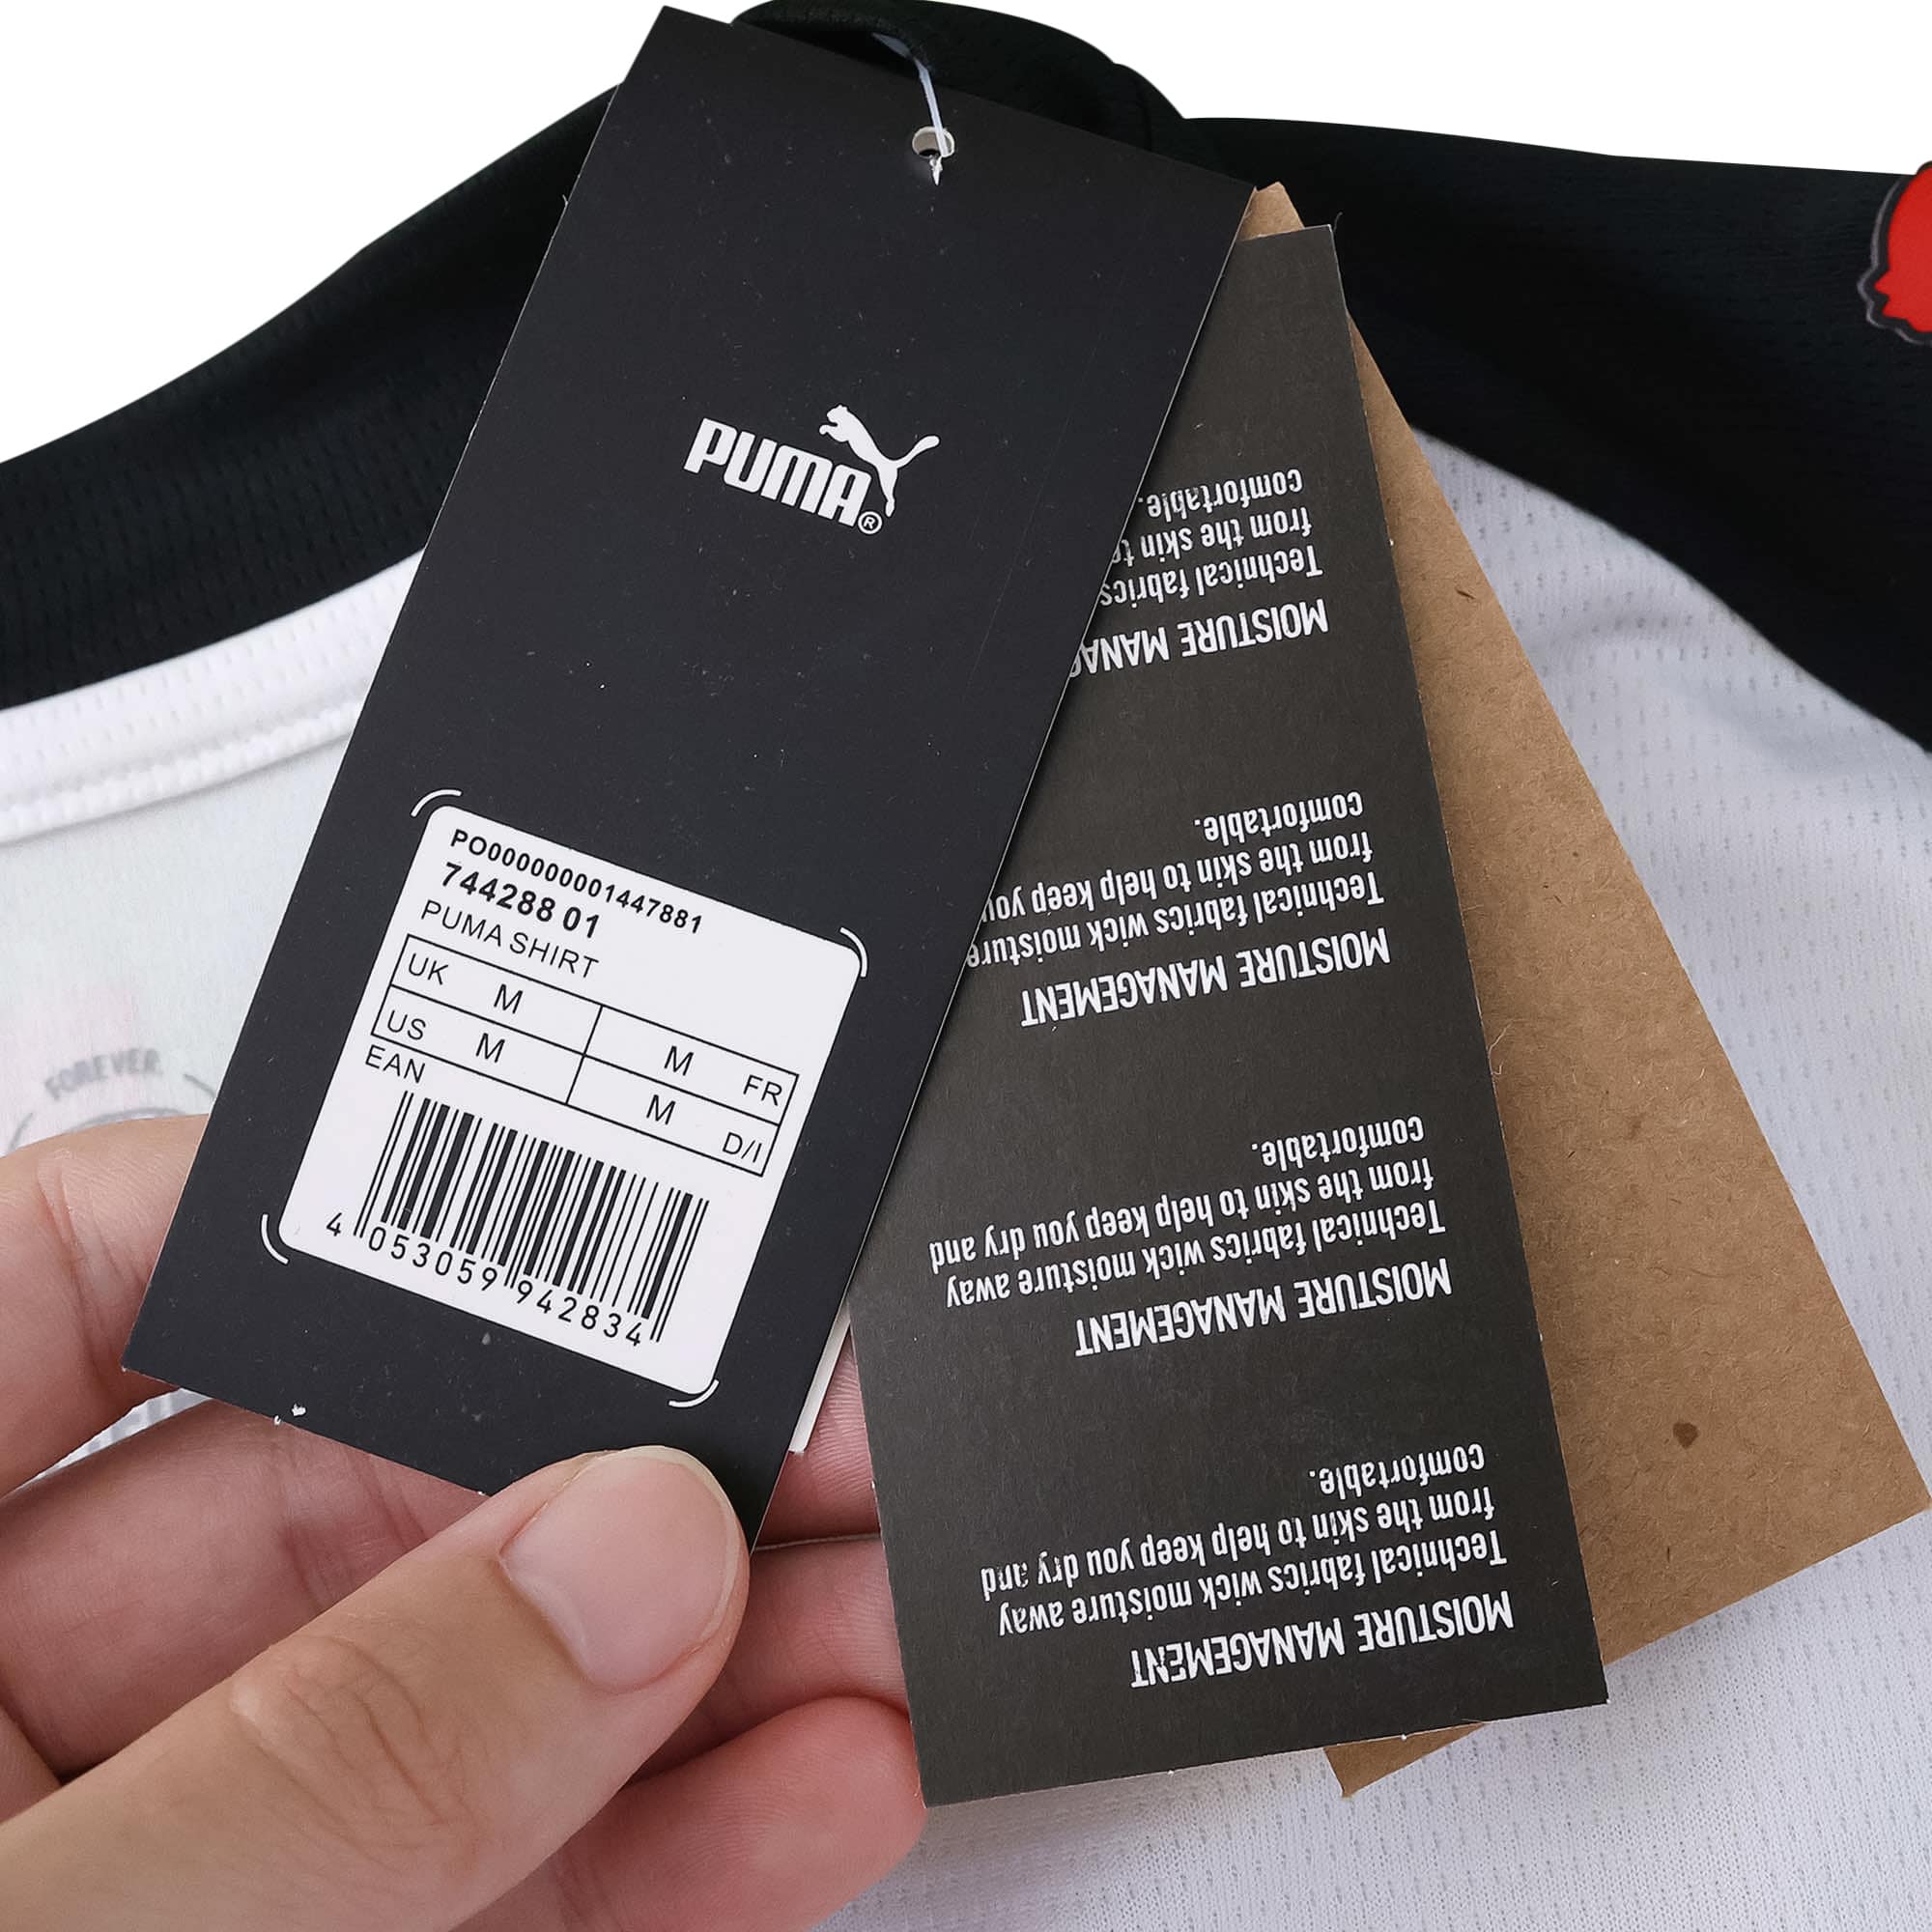 PUMA®
PO00000001447881
744288 01
PUMA SHIRT
UK M M FR
US M M D/I
EAN
4 053059 942834
MOISTURE MANAGEMENT
Technical fabrics wick moisture away
from the skin to help keep you dry and
comfortable.
MOISTURE MANAGEMENT
Technical fabrics wick moisture away
from the skin to help keep you dry and
comfortable.
MOISTURE MANAGEMENT
Technical fabrics wick moisture
from the skin to help keep you
comfortable.
MOISTURE
Technical fabrics
from the skin
comfortable.
FOREVER